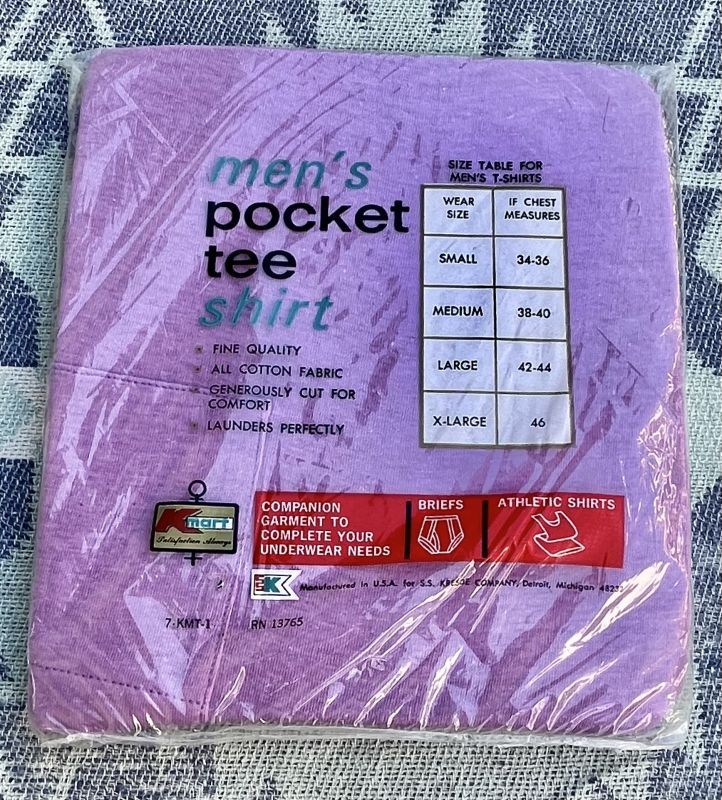 men's
pocket
tee
shirt
▪ FINE QUALITY
▪ ALL COTTON FABRIC
▪ GENEROUSLY CUT FOR
COMFORT
▪ LAUNDERS PERFECTLY
SIZE TABLE FOR
MEN'S T-SHIRTS
WEAR SIZE IF CHEST MEASURES
SMALL 34-36
MEDIUM 38-40
LARGE 42-44
X-LARGE 46
Kmart
Satisfaction Always
COMPANION
GARMENT TO
COMPLETE YOUR
UNDERWEAR NEEDS
BRIEFS
ATHLETIC SHIRTS
K
Manufactured in U.S.A. for S.S. KRESGE COMPANY, Detroit, Michigan
7-KMT-1 RN 13765